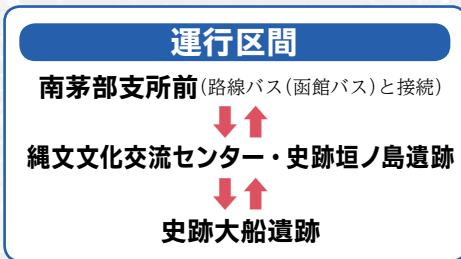 運行区間
南茅部支所前(路線バス(函館バス)と接続)
縄文文化交流センター・史跡垣ノ島遺跡
史跡大船遺跡